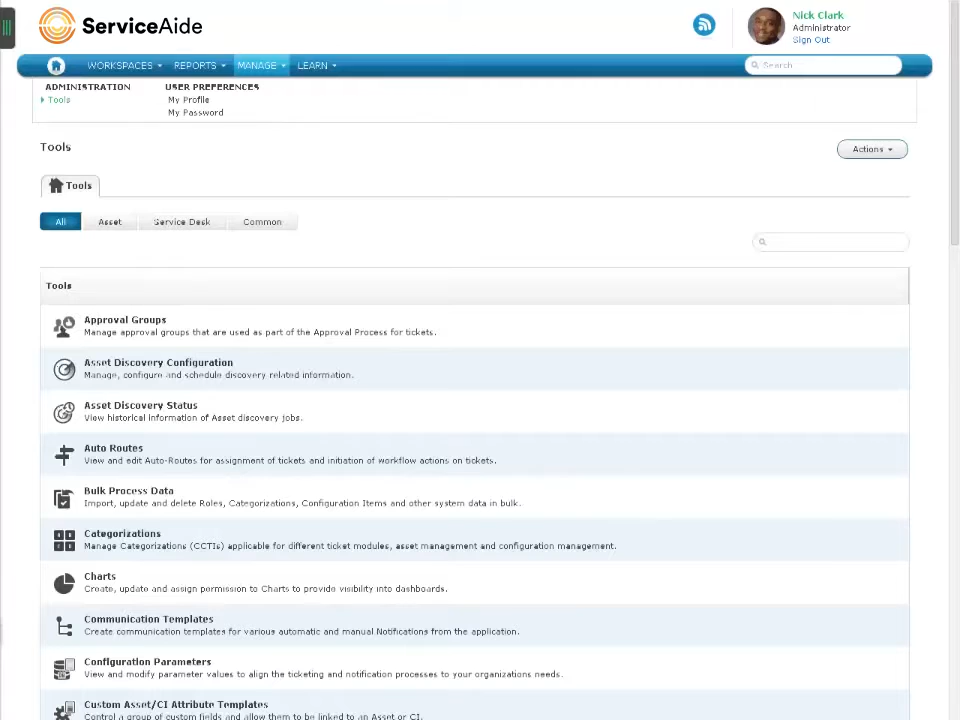 ServiceAide
Nick Clark
Administrator
Sign Out
WORKSPACES REPORTS MANAGE LEARN
Search
ADMINISTRATION USER PREFERENCES
Tools My Profile
My Password
Tools
Actions
Tools
All Asset Service Desk Common
Tools
Approval Groups
Manage approval groups that are used as part of the Approval Process for tickets.
Asset Discovery Configuration
Manage, configure and schedule discovery related information.
Asset Discovery Status
View historical information of Asset discovery jobs.
Auto Routes
View and edit Auto-Routes for assignment of tickets and initiation of workflow actions on tickets.
Bulk Process Data
Import, update and delete Roles, Categorizations, Configuration Items and other system data in bulk.
Categorizations
Manage Categorizations (CCTIs) applicable for different ticket modules, asset management and configuration management.
Charts
Create, update and assign permission to Charts to provide visibility into dashboards.
Communication Templates
Create communication templates for various automatic and manual Notifications from the application.
Configuration Parameters
View and modify parameter values to align the ticketing and notification processes to your organizations needs.
Custom Asset/CI Attribute Templates
Control a group of custom fields and allow them to be linked to an Asset or CI.